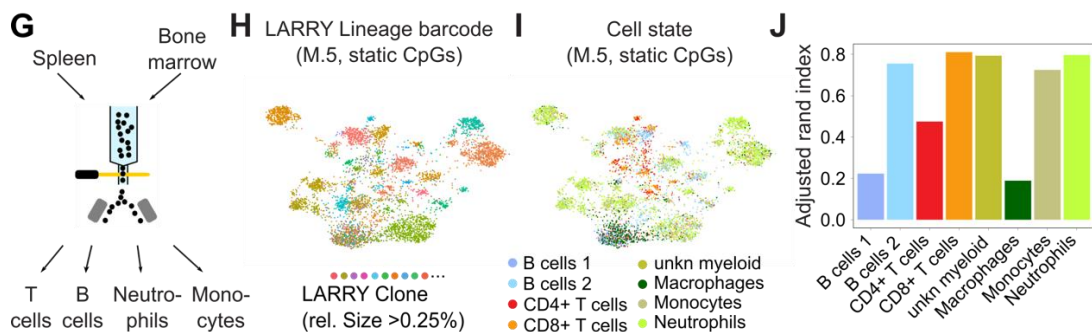 G
Spleen
Bone
marrow
T
cells
B
cells
Neutro-
phils
Mono-
cytes
H
LARRY Lineage barcode
(M.5, static CpGs)
...
LARRY Clone
(rel. Size >0.25%)
I
Cell state
(M.5, static CpGs)
B cells 1
B cells 2
CD4+ T cells
CD8+ T cells
unkn myeloid
Macrophages
Monocytes
Neutrophils
J
Adjusted rand index
0.8
0.4
0.2
0.0
B cells 1
B cells 2
CD4+ T cells
CD8+ T cells
unkn myeloid
Macrophages
Monocytes
Neutrophils